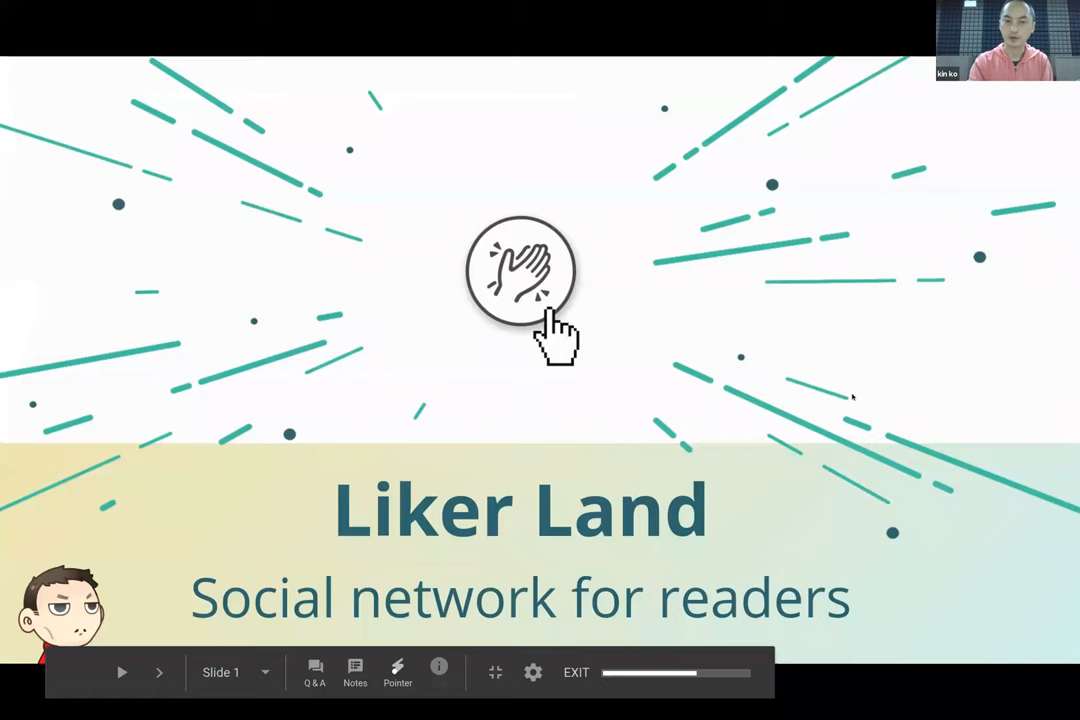 kin ko
Liker Land
Social network for readers
Slide 1
Q & A
Notes
Pointer
EXIT